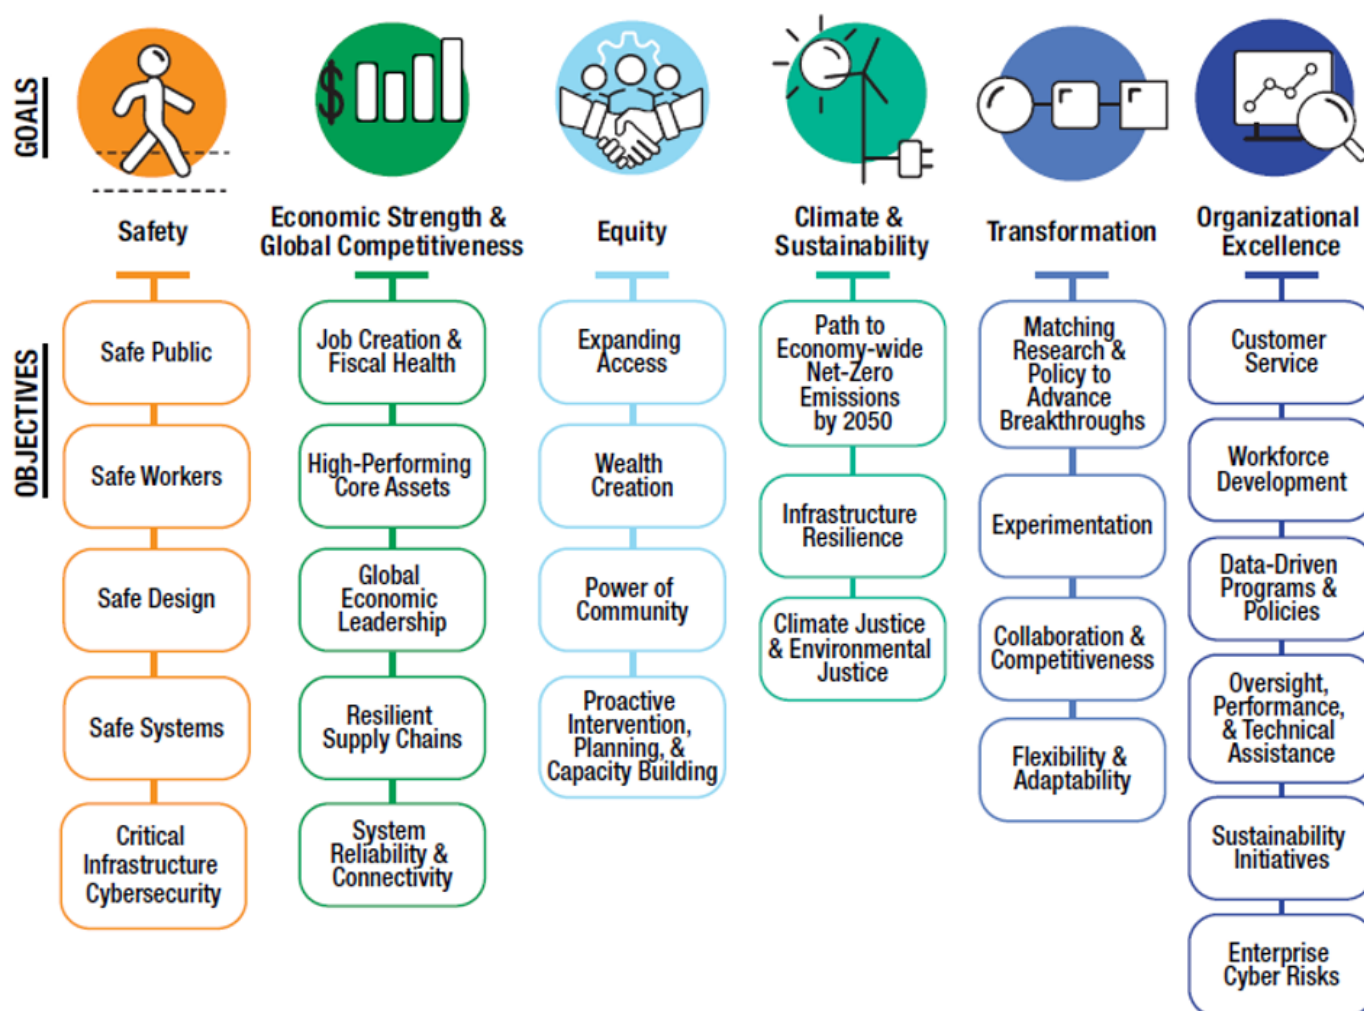 GOALS
Safety
Economic Strength &
Global Competitiveness
Equity
Climate &
Sustainability
Transformation
Organizational
Excellence
OBJECTIVES
Safe Public
Safe Workers
Safe Design
Safe Systems
Critical
Infrastructure
Cybersecurity
Job Creation &
Fiscal Health
High-Performing
Core Assets
Global
Economic
Leadership
Resilient
Supply Chains
System
Reliability &
Connectivity
Expanding
Access
Wealth
Creation
Power of
Community
Proactive
Intervention,
Planning, &
Capacity Building
Path to
Economy-wide
Net-Zero
Emissions
by 2050
Infrastructure
Resilience
Climate Justice
& Environmental
Justice
Matching
Research &
Policy to
Advance
Breakthroughs
Experimentation
Collaboration &
Competitiveness
Flexibility &
Adaptability
Customer
Service
Workforce
Development
Data-Driven
Programs &
Policies
Oversight,
Performance,
& Technical
Assistance
Sustainability
Initiatives
Enterprise
Cyber Risks